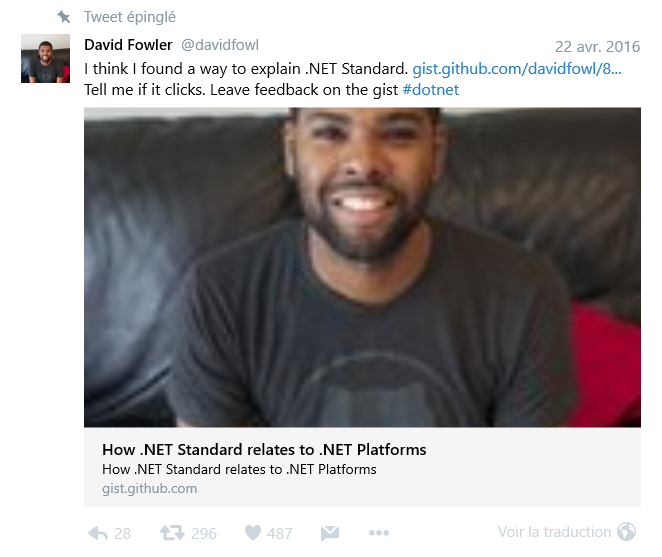 Tweet épinglé
David Fowler @davidfowl 22 avr. 2016
I think I found a way to explain .NET Standard. gist.github.com/davidfowl/8...
Tell me if it clicks. Leave feedback on the gist #dotnet
How .NET Standard relates to .NET Platforms
How .NET Standard relates to .NET Platforms
gist.github.com
28 296 487 ••• Voir la traduction